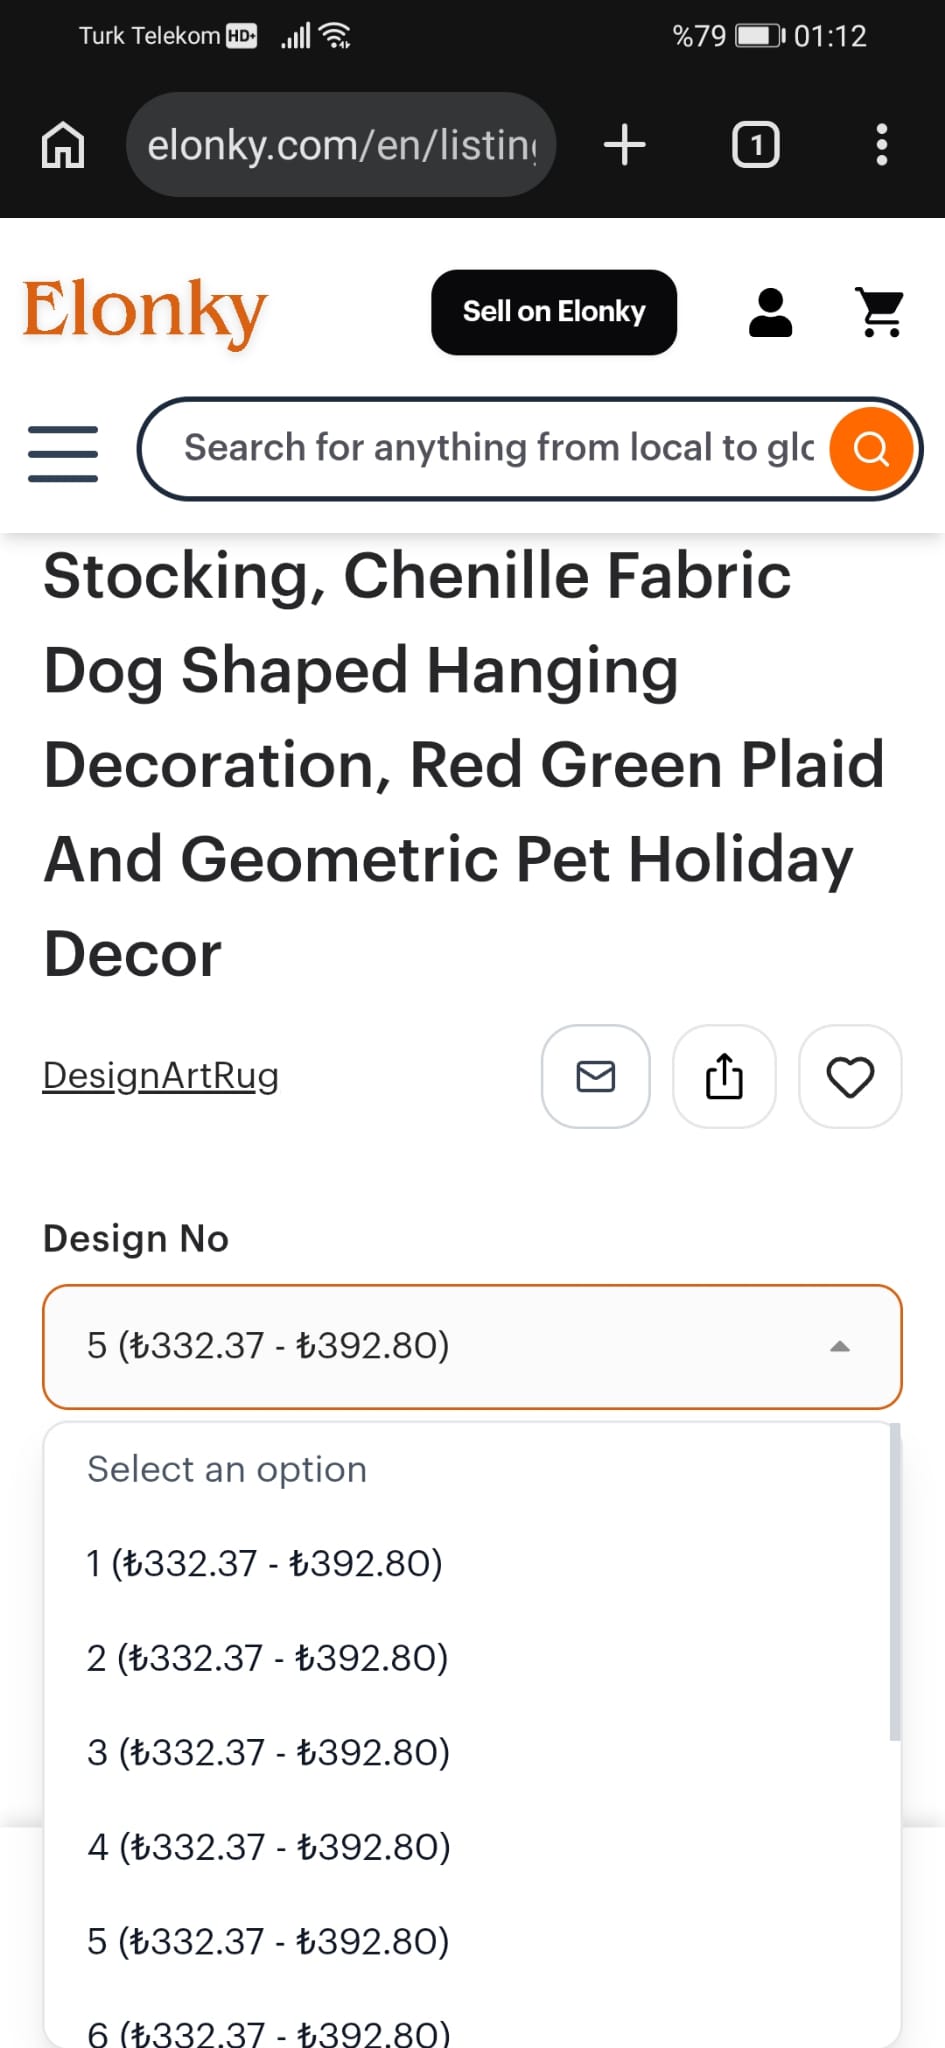 Turk Telekom HD+ %79 01:12
elonky.com/en/listin
1
Elonky
Sell on Elonky
Search for anything from local to glo
Stocking, Chenille Fabric
Dog Shaped Hanging
Decoration, Red Green Plaid
And Geometric Pet Holiday
Decor
DesignArtRug
Design No
5 (₺332.37 - ₺392.80)
Select an option
1 (₺332.37 - ₺392.80)
2 (₺332.37 - ₺392.80)
3 (₺332.37 - ₺392.80)
4 (₺332.37 - ₺392.80)
5 (₺332.37 - ₺392.80)
6 (₺332.37 - ₺392.80)